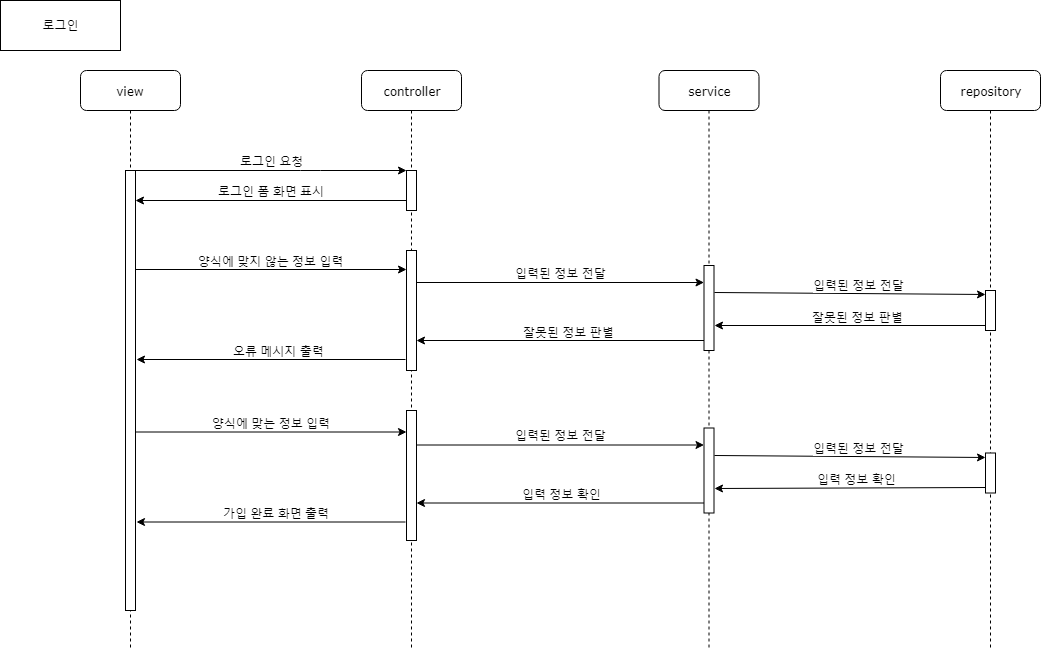 로그인
view
controller
service
repository
로그인 요청
로그인 폼 화면 표시
양식에 맞지 않는 정보 입력
입력된 정보 전달
입력된 정보 전달
잘못된 정보 판별
잘못된 정보 판별
오류 메시지 출력
양식에 맞는 정보 입력
입력된 정보 전달
입력된 정보 전달
입력 정보 확인
입력 정보 확인
가입 완료 화면 출력